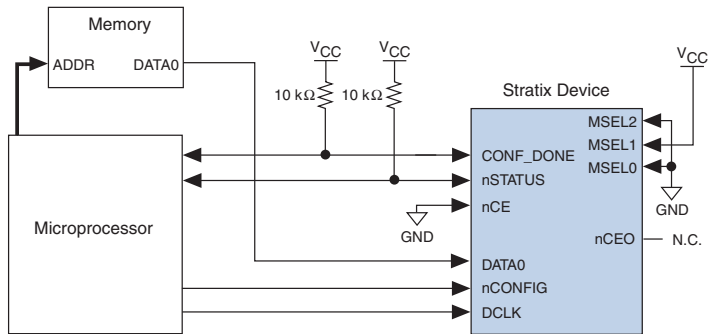 Memory
ADDR
DATA0
VCC
VCC
10 kΩ
10 kΩ
Stratix Device
VCC
MSEL2
MSEL1
MSEL0
GND
CONF_DONE
nSTATUS
nCE
GND
Microprocessor
nCEO
N.C.
DATA0
nCONFIG
DCLK